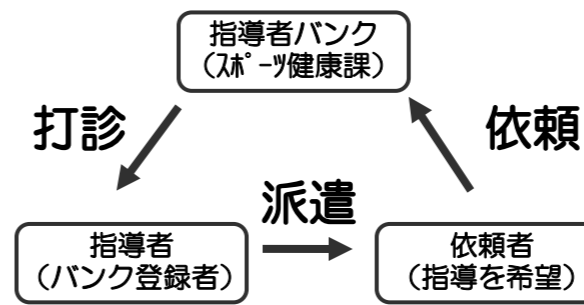 指導者バンク
（ｽﾎﾟｰﾂ健康課）
打診
依頼
派遣
指導者
（バンク登録者）
依頼者
（指導を希望）